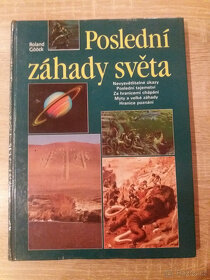 Roland
Gööck
Poslední
záhady světa
Nevysvětlitelné úkazy
Poslední tajemství
Za hranicemi chápání
Mýty a velké záhady
Hranice poznání